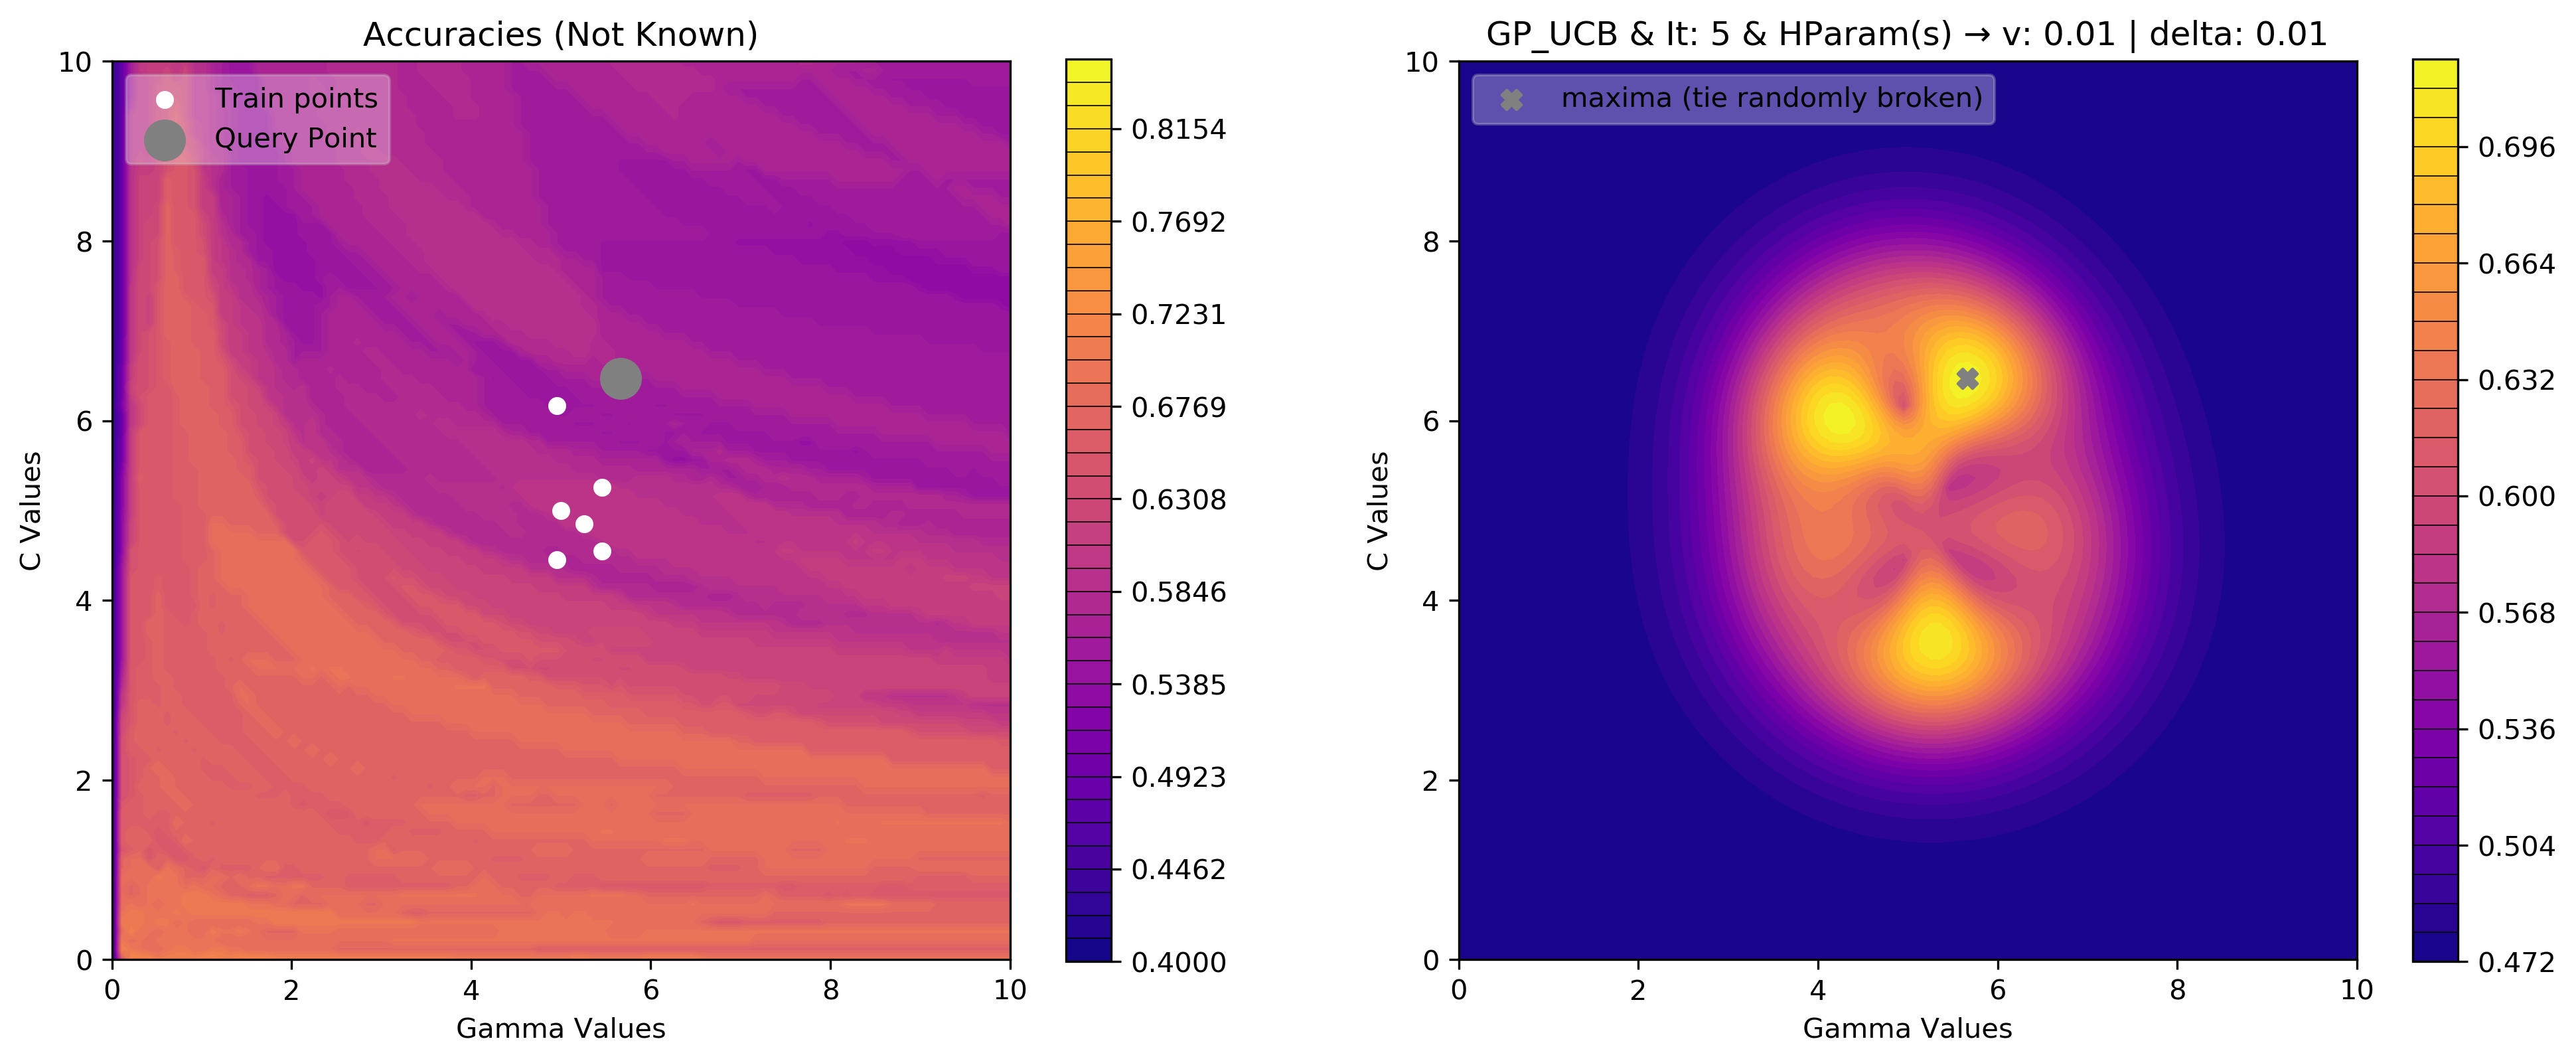 Accuracies (Not Known)
10
8
6
4
2
0
C Values
Train points
Query Point
0 2 4 6 8 10
Gamma Values
0.8154
0.7692
0.7231
0.6769
0.6308
0.5846
0.5385
0.4923
0.4462
0.4000
GP_UCB & It: 5 & HParam(s) → v: 0.01 | delta: 0.01
10
8
6
4
2
0
C Values
maxima (tie randomly broken)
0 2 4 6 8 10
Gamma Values
0.696
0.664
0.632
0.600
0.568
0.536
0.504
0.472